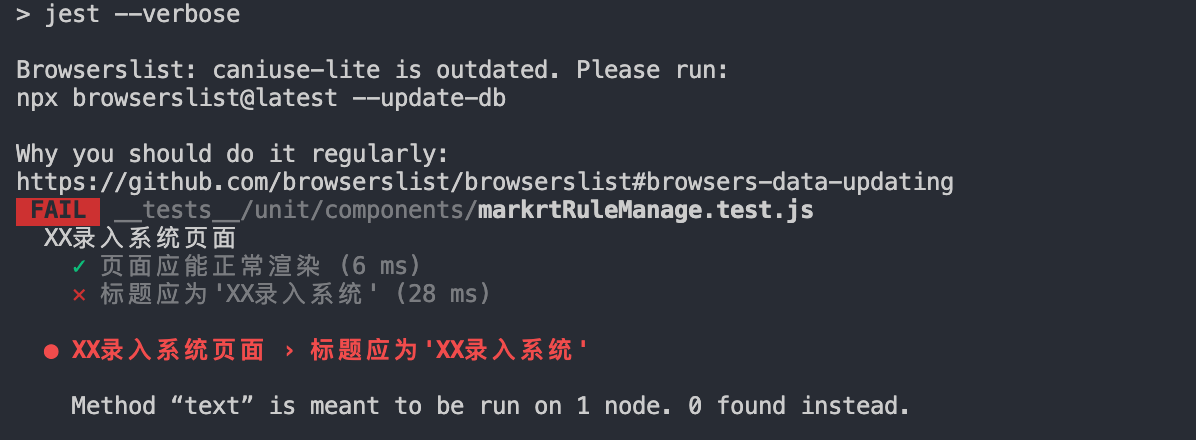 > jest --verbose
Browserslist: caniuse-lite is outdated. Please run:
npx browserslist@latest --update-db
Why you should do it regularly:
https://github.com/browserslist/browserslist#browsers-data-updating
FAIL __tests__/unit/components/markrtRuleManage.test.js
XX录入系统页面
✓ 页面应能正常渲染 (6 ms)
✕ 标题应为'XX录入系统' (28 ms)
● XX录入系统页面 › 标题应为'XX录入系统'
Method “text” is meant to be run on 1 node. 0 found instead.